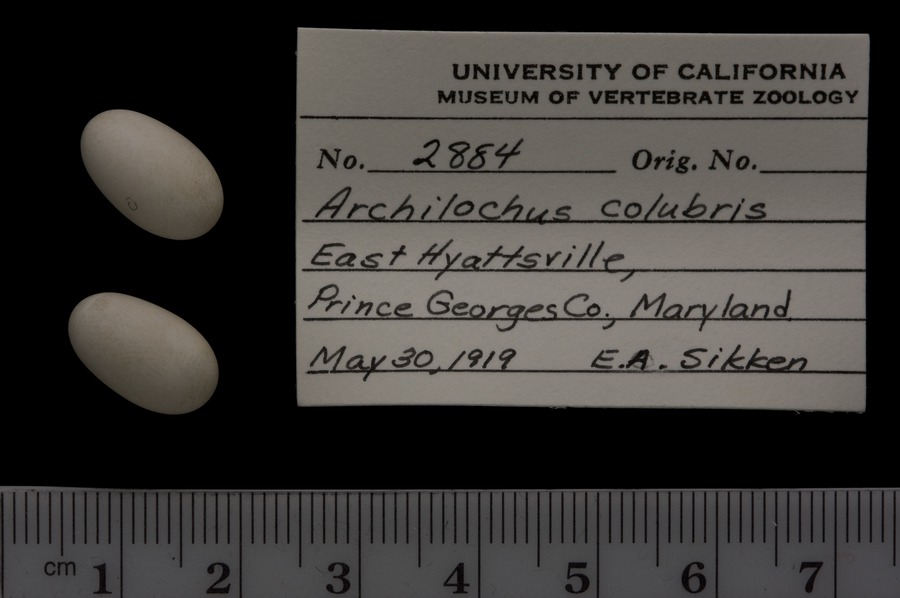 UNIVERSITY OF CALIFORNIA
MUSEUM OF VERTEBRATE ZOOLOGY
No. 2884 Orig. No.
Archilochus colubris
East Hyattsville,
Prince Georges Co., Maryland
May 30, 1919 E.A. Sikken
cm 1 2 3 4 5 6 7